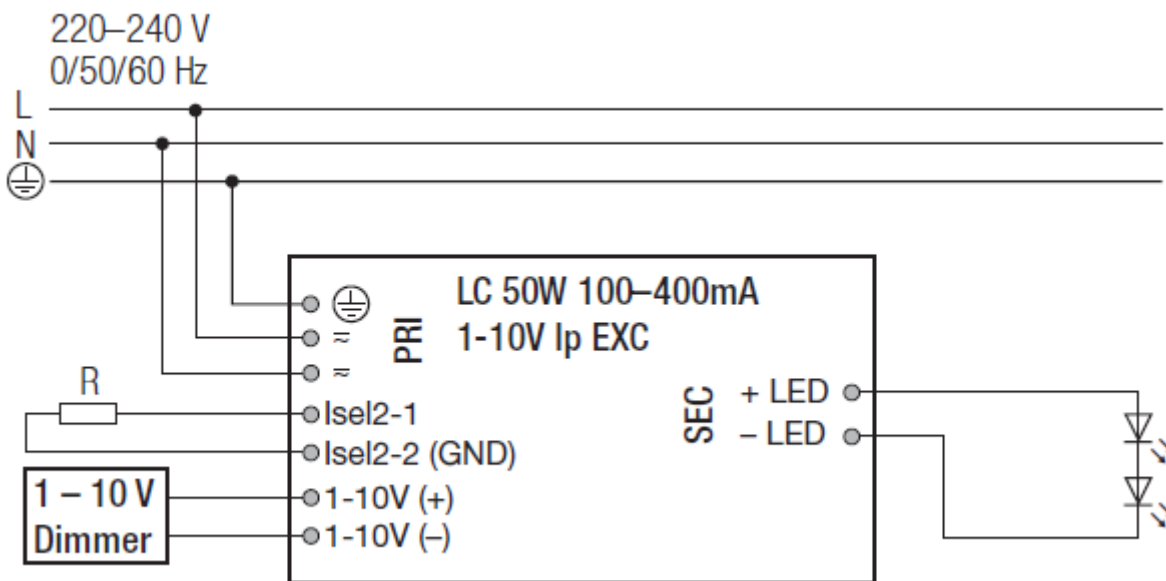 220–240 V
0/50/60 Hz
L
N
LC 50W 100–400mA
1-10V lp EXC
PRI
≂
≂
R
Isel2-1
Isel2-2 (GND)
1 – 10 V
Dimmer
1-10V (+)
1-10V (–)
SEC
+ LED
– LED